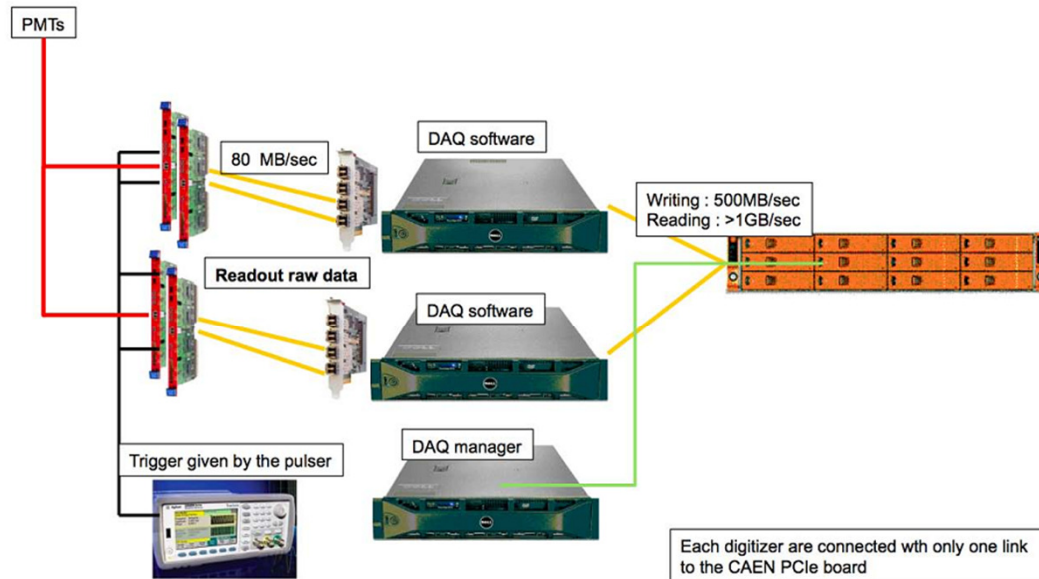 PMTs
80 MB/sec
DAQ software
Writing : 500MB/sec
Reading : >1GB/sec
Readout raw data
DAQ software
DAQ manager
Trigger given by the pulser
Each digitizer are connected wth only one link
to the CAEN PCIe board